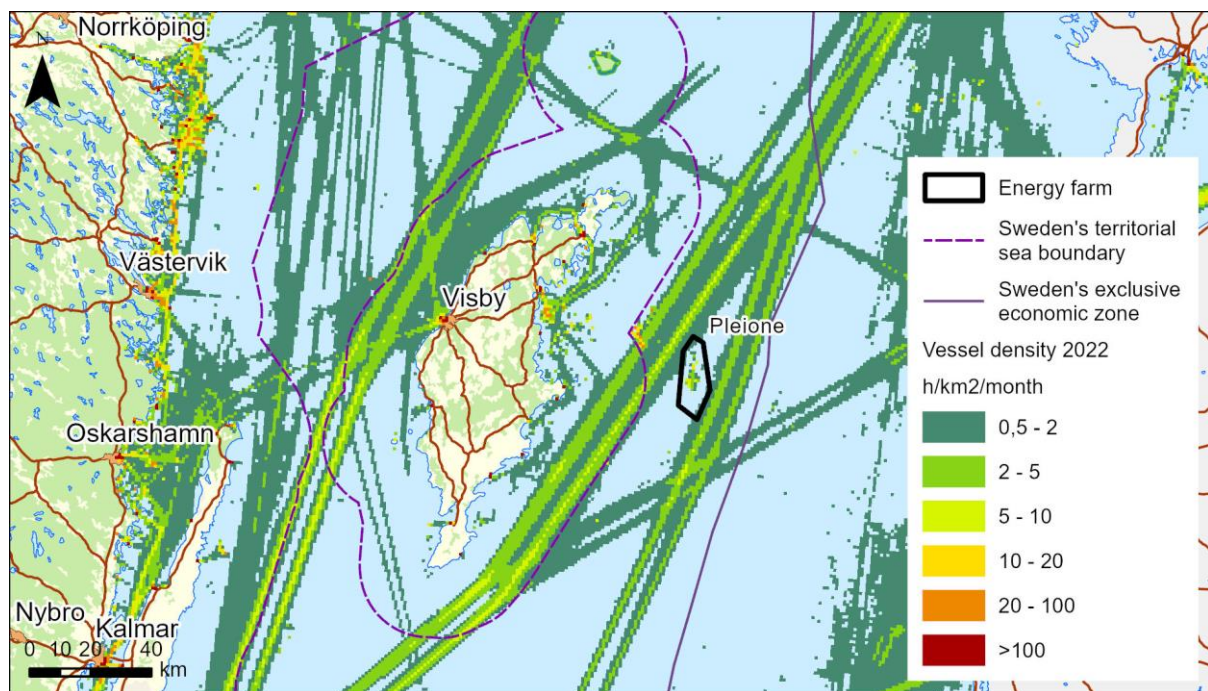 Norrköping
N
Västervik
Visby
Pleione
Oskarshamn
Nybro
Kalmar
0 10 20 40
km
Energy farm
Sweden's territorial
sea boundary
Sweden's exclusive
economic zone
Vessel density 2022
h/km2/month
0,5 - 2
2 - 5
5 - 10
10 - 20
20 - 100
>100